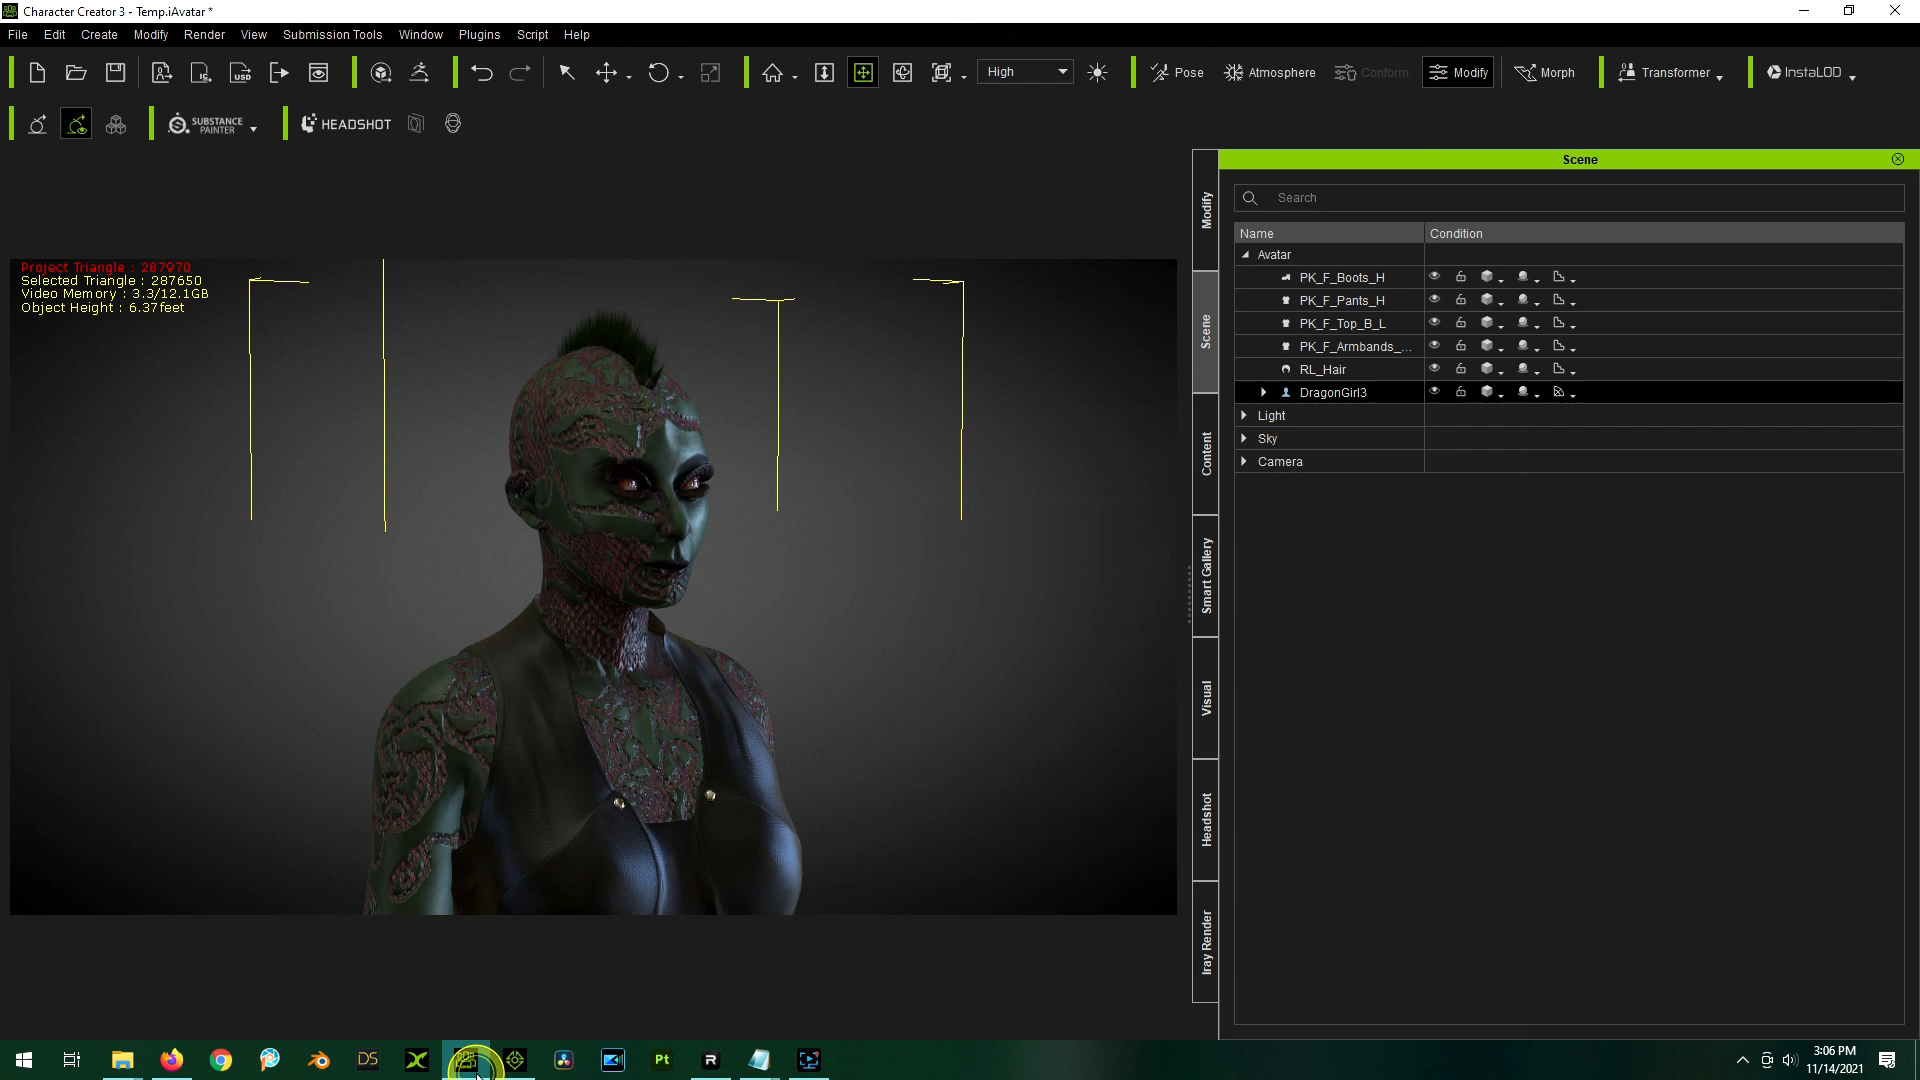 Character Creator 3 - Temp.iAvatar *
File Edit Create Modify Render View Submission Tools Window Plugins Script Help
IC USD High Pose Atmosphere Conform Modify Morph Transformer InstaLOD
SUBSTANCE PAINTER HEADSHOT
Scene
Search
Name Condition
Avatar
PK_F_Boots_H
PK_F_Pants_H
PK_F_Top_B_L
PK_F_Armbands_...
RL_Hair
DragonGirl3
Light
Sky
Camera
Modify
Scene
Content
Smart Gallery
Visual
Headshot
Iray Render
Project Triangle : 287970
Selected Triangle : 287650
Video Memory : 3.3/12.1GB
Object Height : 6.37feet
DS Pt R
3:06 PM
11/14/2021